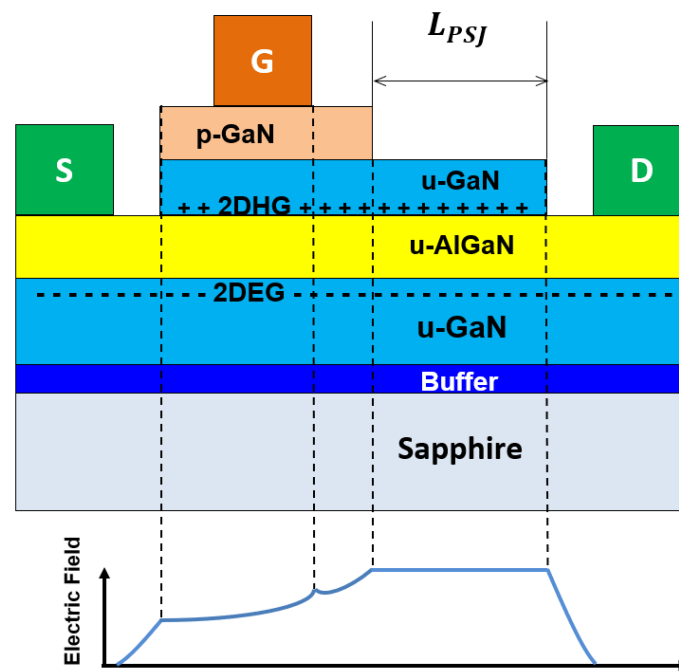 L_PSJ
G
p-GaN
S
u-GaN
D
+ + 2DHG + + + + + + + + + + +
u-AlGaN
2DEG
u-GaN
Buffer
Sapphire
Electric Field